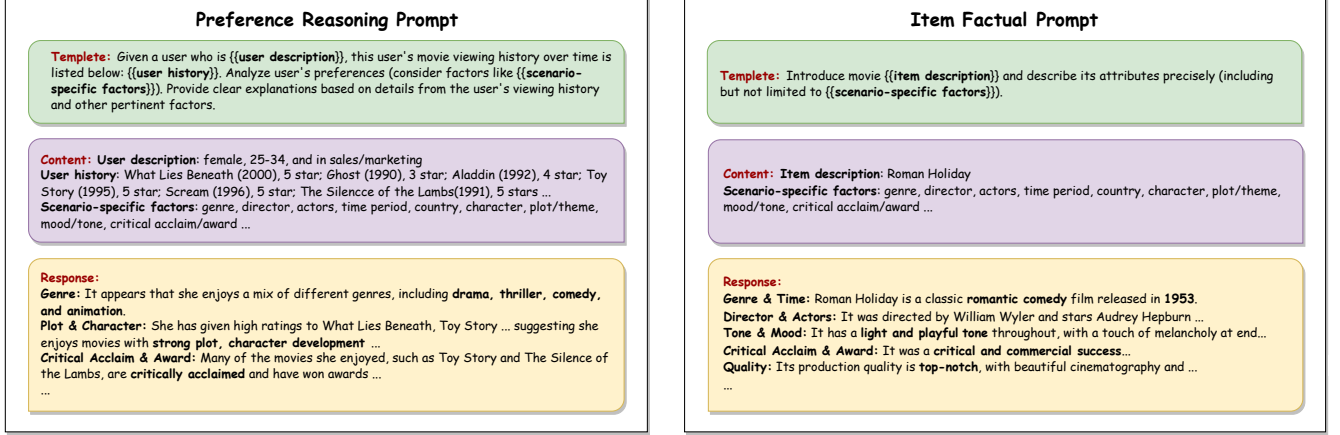 Preference Reasoning Prompt
Templete: Given a user who is {{user description}}, this user's movie viewing history over time is
listed below: {{user history}}. Analyze user's preferences (consider factors like {{scenario-
specific factors}}). Provide clear explanations based on details from the user's viewing history
and other pertinent factors.
Content: User description: female, 25-34, and in sales/marketing
User history: What Lies Beneath (2000), 5 star; Ghost (1990), 3 star; Aladdin (1992), 4 star; Toy
Story (1995), 5 star; Scream (1996), 5 star; The Silencce of the Lambs(1991), 5 stars ...
Scenario-specific factors: genre, director, actors, time period, country, character, plot/theme,
mood/tone, critical acclaim/award ...
Response:
Genre: It appears that she enjoys a mix of different genres, including drama, thriller, comedy,
and animation.
Plot & Character: She has given high ratings to What Lies Beneath, Toy Story ... suggesting she
enjoys movies with strong plot, character development ...
Critical Acclaim & Award: Many of the movies she enjoyed, such as Toy Story and The Silence of
the Lambs, are critically acclaimed and have won awards ...
...
Item Factual Prompt
Templete: Introduce movie {{item description}} and describe its attributes precisely (including
but not limited to {{scenario-specific factors}}).
Content: Item description: Roman Holiday
Scenario-specific factors: genre, director, actors, time period, country, character, plot/theme,
mood/tone, critical acclaim/award ...
Response:
Genre & Time: Roman Holiday is a classic romantic comedy film released in 1953.
Director & Actors: It was directed by William Wyler and stars Audrey Hepburn ...
Tone & Mood: It has a light and playful tone throughout, with a touch of melancholy at end...
Critical Acclaim & Award: It was a critical and commercial success...
Quality: Its production quality is top-notch, with beautiful cinematography and ...
...